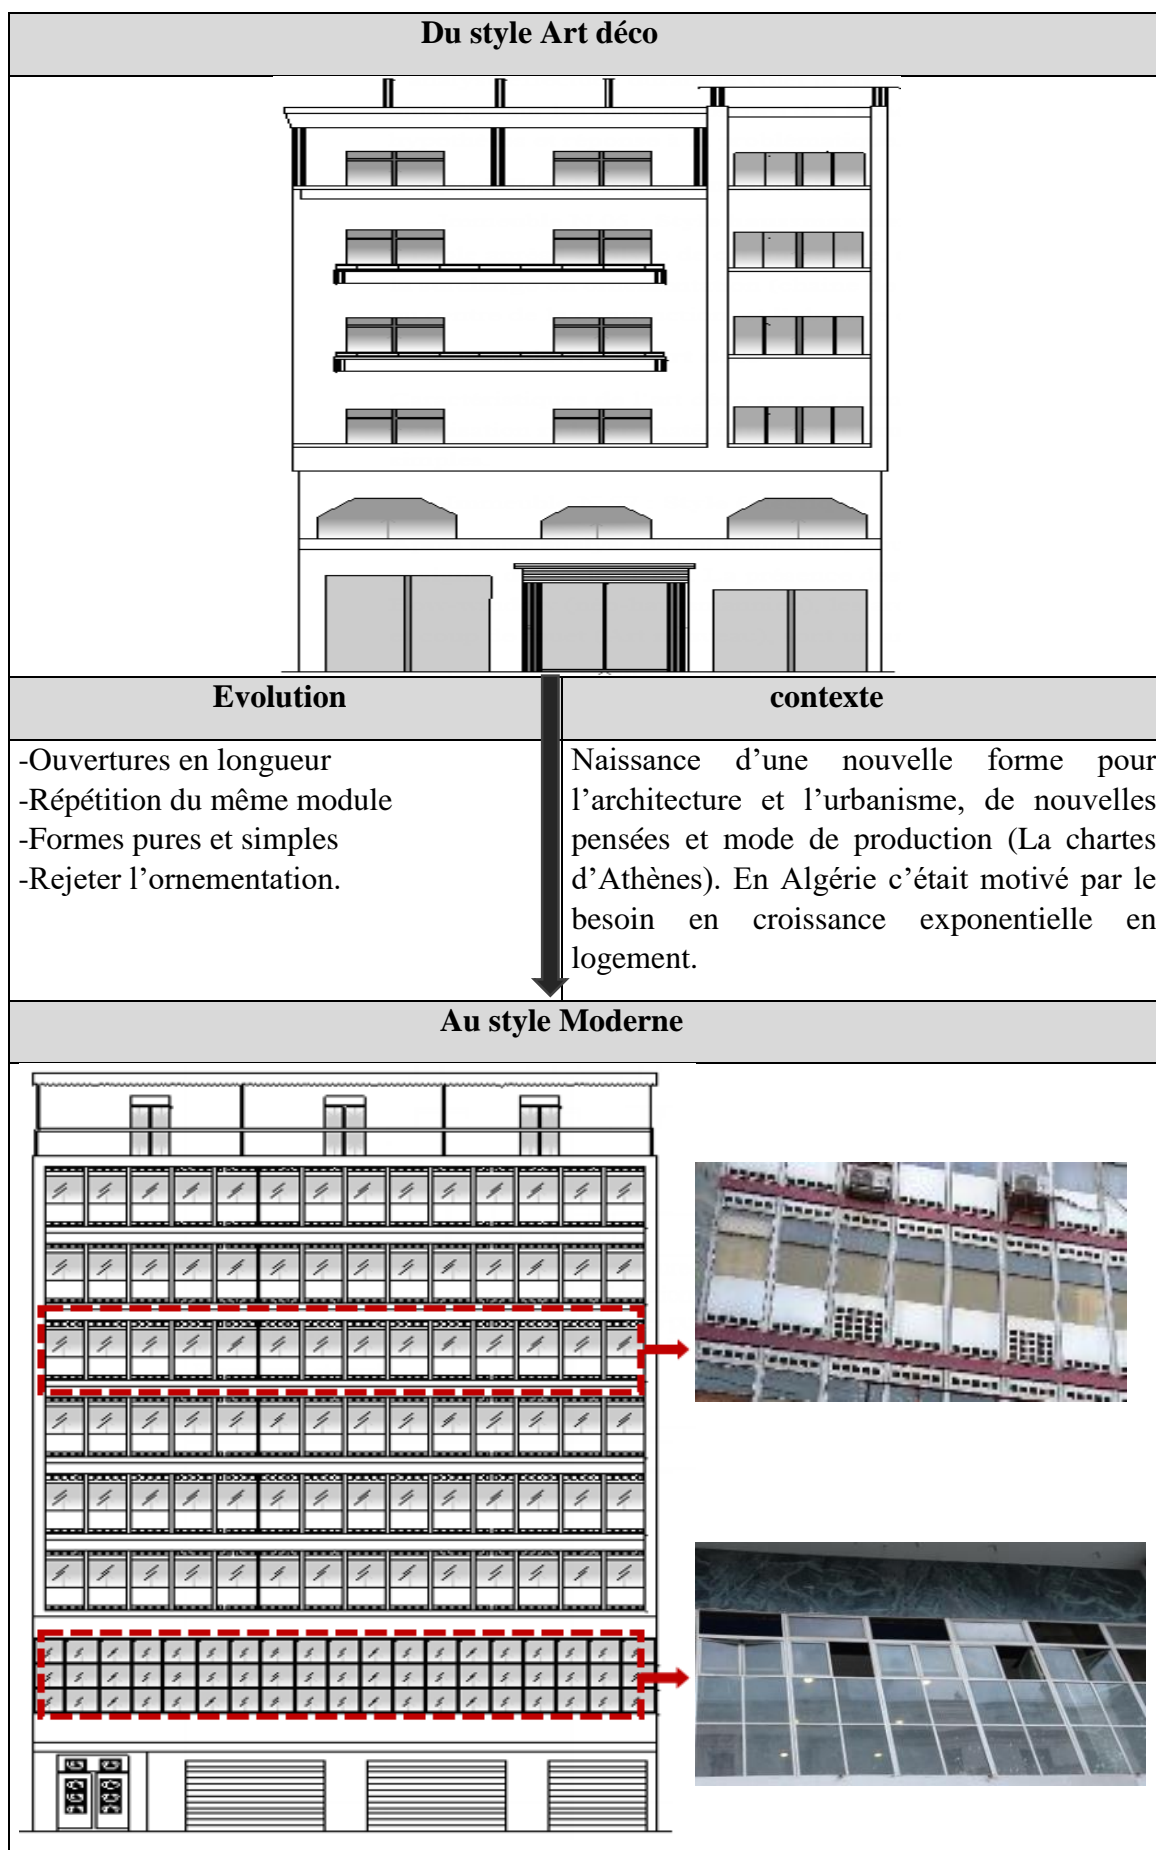 Du style Art déco
Evolution
contexte
-Ouvertures en longueur
-Répétition du même module
-Formes pures et simples
-Rejeter l’ornementation.
Naissance d’une nouvelle forme pour
l’architecture et l’urbanisme, de nouvelles
pensées et mode de production (La chartes
d’Athènes). En Algérie c’était motivé par le
besoin en croissance exponentielle en
logement.
Au style Moderne